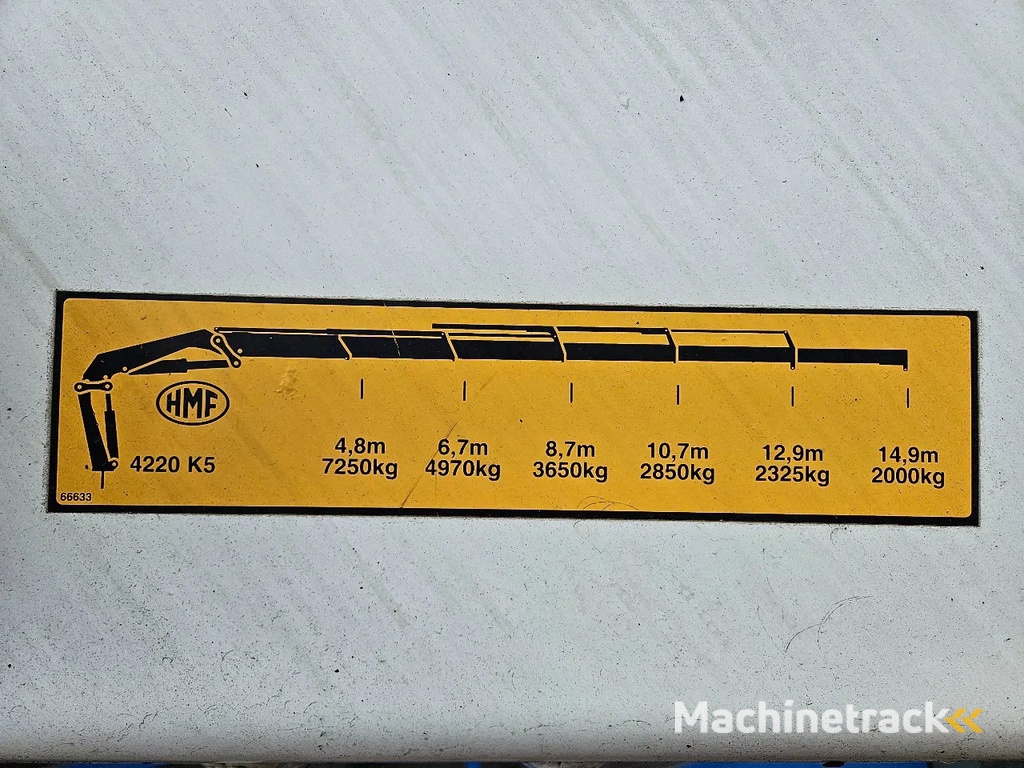 HMF
4220 K5
66633
4,8m
7250kg
6,7m
4970kg
8,7m
3650kg
10,7m
2850kg
12,9m
2325kg
14,9m
2000kg
Machinetrack